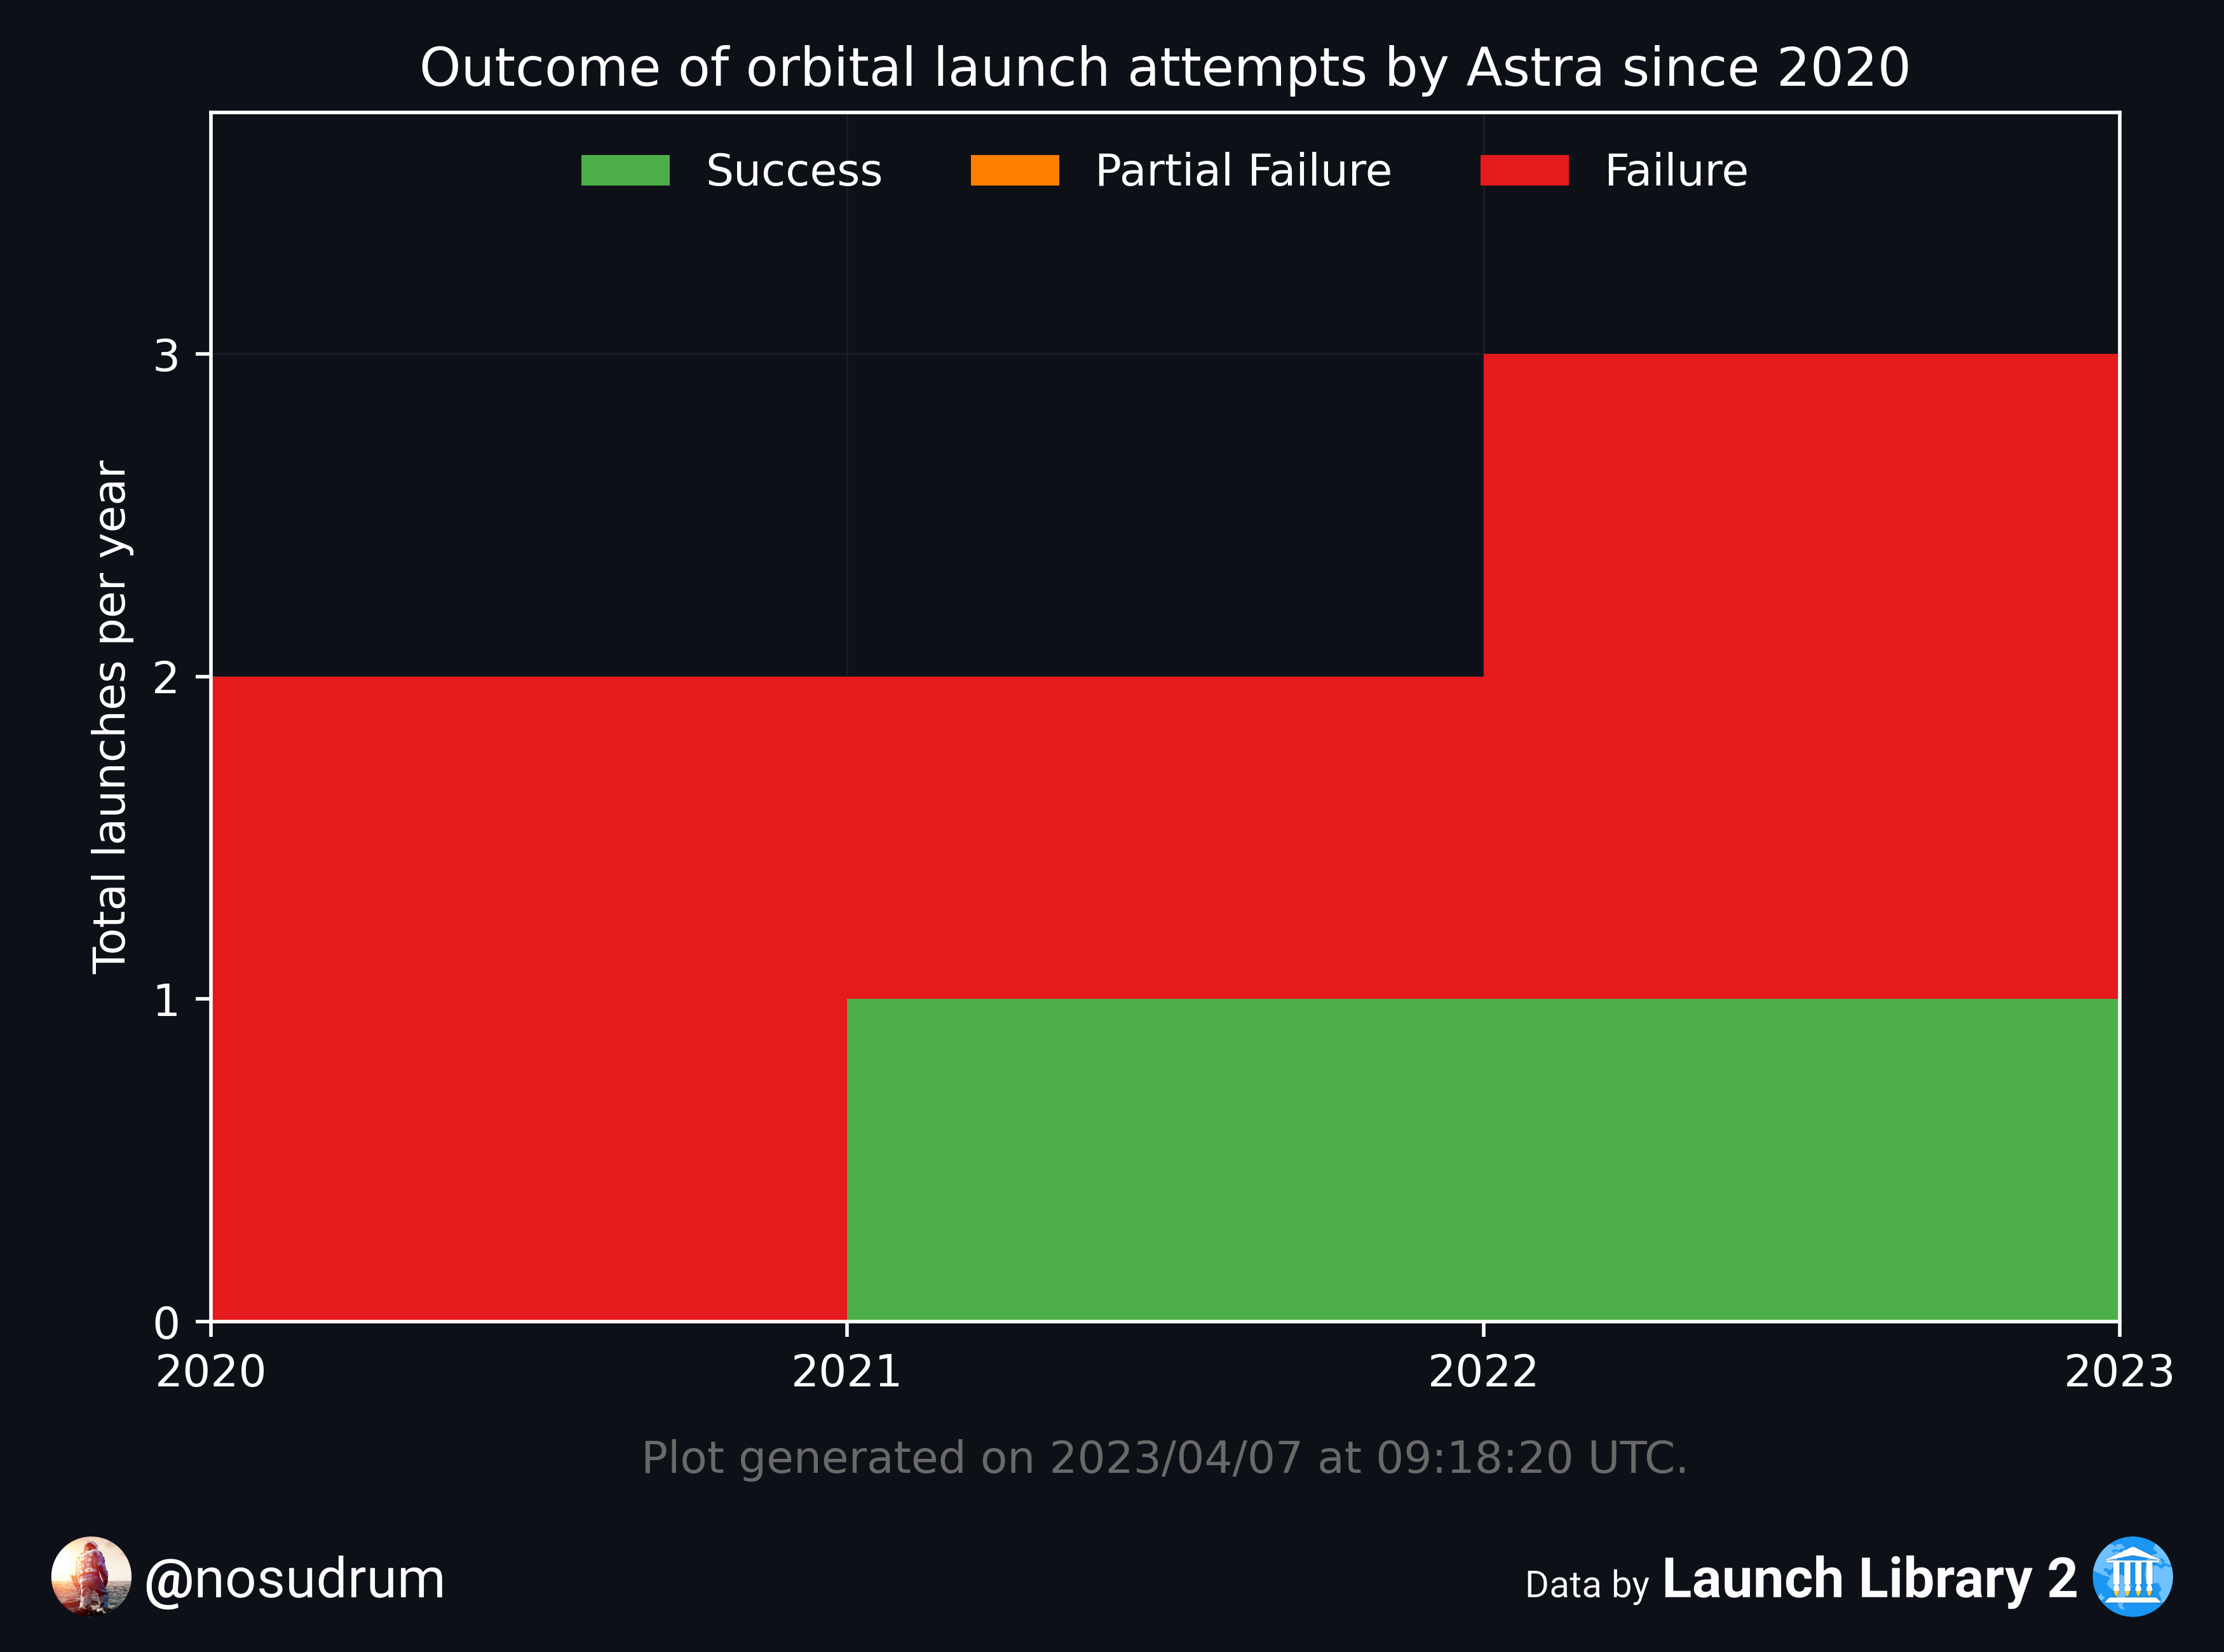 Outcome of orbital launch attempts by Astra since 2020
Success Partial Failure Failure
Total launches per year
3
2
1
0
2020 2021 2022 2023
Plot generated on 2023/04/07 at 09:18:20 UTC.
@nosudrum
Data by Launch Library 2